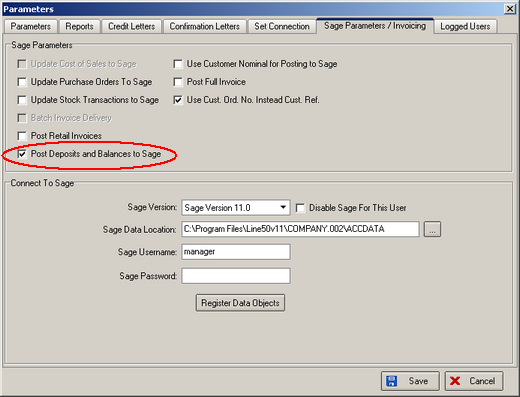 Parameters
Parameters Reports Credit Letters Confirmation Letters Set Connection Sage Parameters / Invoicing Logged Users
Sage Parameters
Update Cost of Sales to Sage Use Customer Nominal for Posting to Sage
Update Purchase Orders To Sage Post Full Invoice
Update Stock Transactions to Sage Use Cust. Ord. No. Instead Cust. Ref.
Batch Invoice Delivery
Post Retail Invoices
Post Deposits and Balances to Sage
Connect To Sage
Sage Version: Sage Version 11.0 Disable Sage For This User
Sage Data Location: C:\Program Files\Line50v11\COMPANY.002\ACCDATA ...
Sage Username: manager
Sage Password:
Register Data Objects
Save Cancel